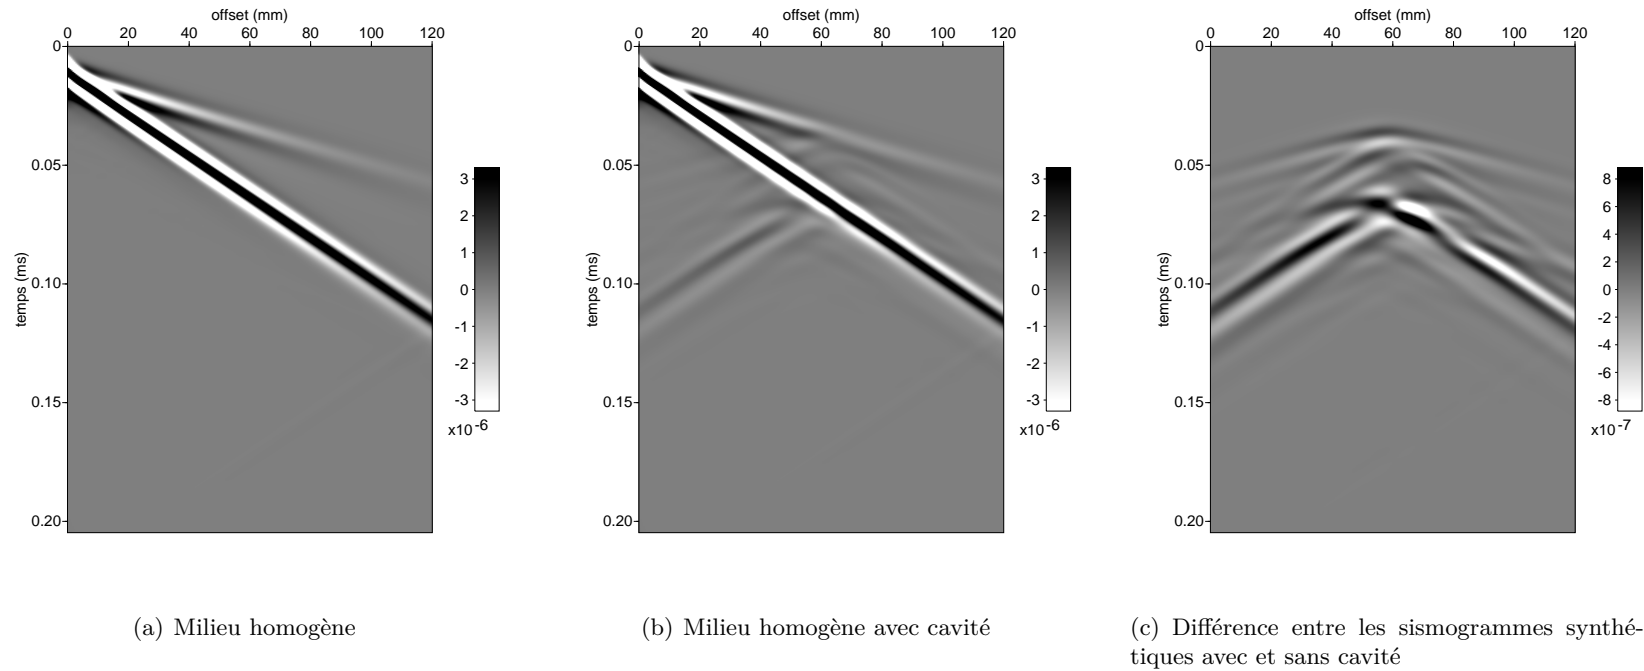 offset (mm)
0 20 40 60 80 100 120
0
0.05
0.10
0.15
0.20
temps (ms)
3
2
1
0
-1
-2
-3
x10-6
(a) Milieu homogène
offset (mm)
0 20 40 60 80 100 120
0
0.05
0.10
0.15
0.20
temps (ms)
3
2
1
0
-1
-2
-3
x10-6
(b) Milieu homogène avec cavité
offset (mm)
0 20 40 60 80 100 120
0
0.05
0.10
0.15
0.20
temps (ms)
8
6
4
2
0
-2
-4
-6
-8
x10-7
(c) Différence entre les sismogrammes synthé-
tiques avec et sans cavité